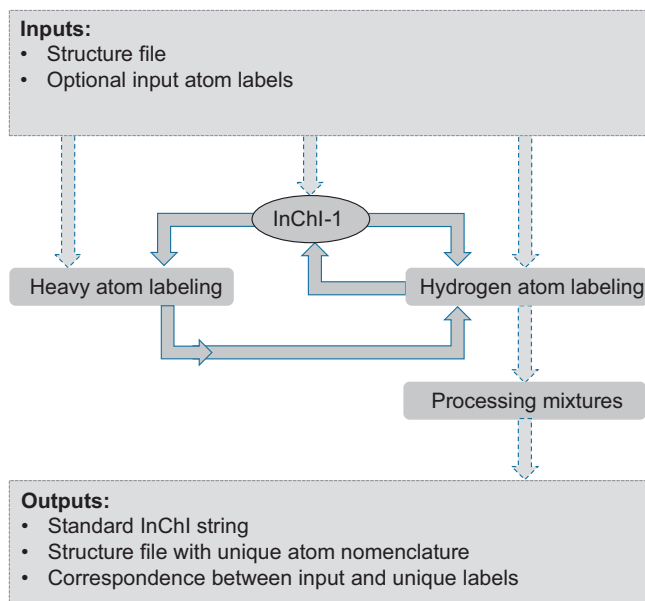 Inputs:
• Structure file
• Optional input atom labels
InChI-1
Heavy atom labeling
Hydrogen atom labeling
Processing mixtures
Outputs:
• Standard InChI string
• Structure file with unique atom nomenclature
• Correspondence between input and unique labels